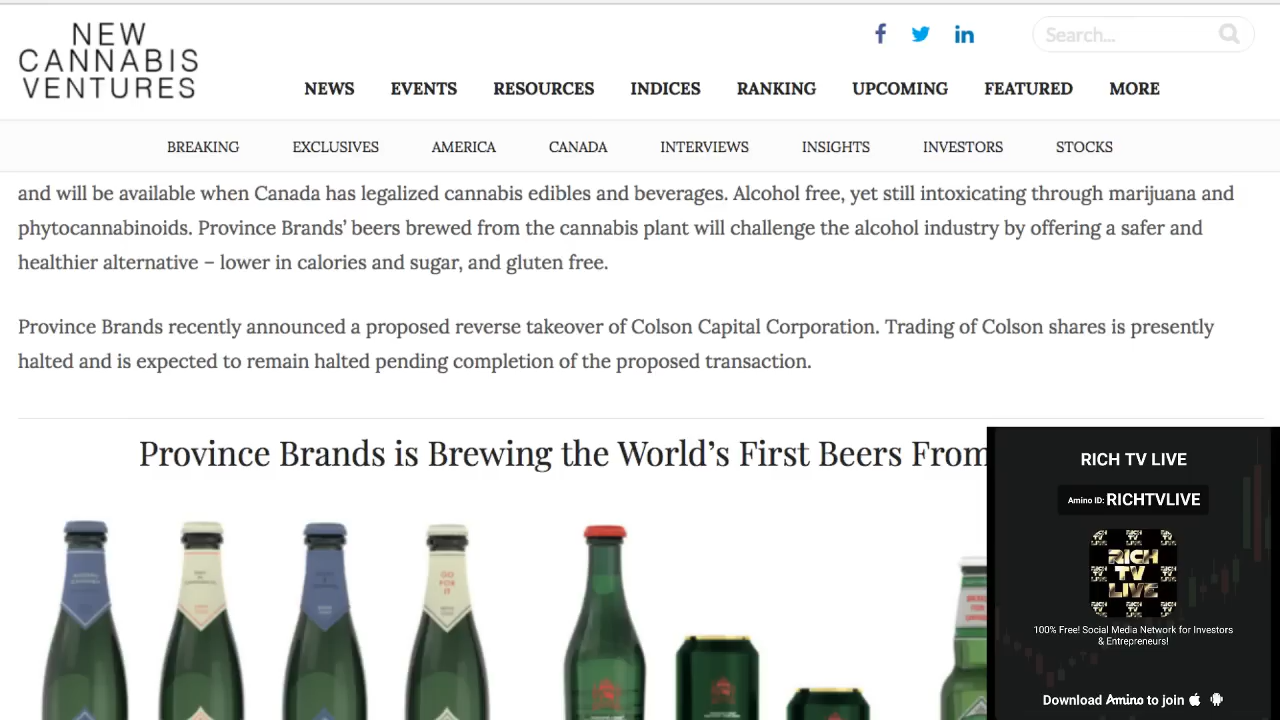 NEW
CANNABIS
VENTURES
Search...
NEWS EVENTS RESOURCES INDICES RANKING UPCOMING FEATURED MORE
BREAKING EXCLUSIVES AMERICA CANADA INTERVIEWS INSIGHTS INVESTORS STOCKS
and will be available when Canada has legalized cannabis edibles and beverages. Alcohol free, yet still intoxicating through marijuana and
phytocannabinoids. Province Brands’ beers brewed from the cannabis plant will challenge the alcohol industry by offering a safer and
healthier alternative – lower in calories and sugar, and gluten free.
Province Brands recently announced a proposed reverse takeover of Colson Capital Corporation. Trading of Colson shares is presently
halted and is expected to remain halted pending completion of the proposed transaction.
Province Brands is Brewing the World’s First Beers From
GO
FOR
IT
RICH TV LIVE
Amino ID: RICHTVLIVE
RICH
TV
LIVE
100% Free! Social Media Network for Investors
& Entrepreneurs!
Download Amino to join